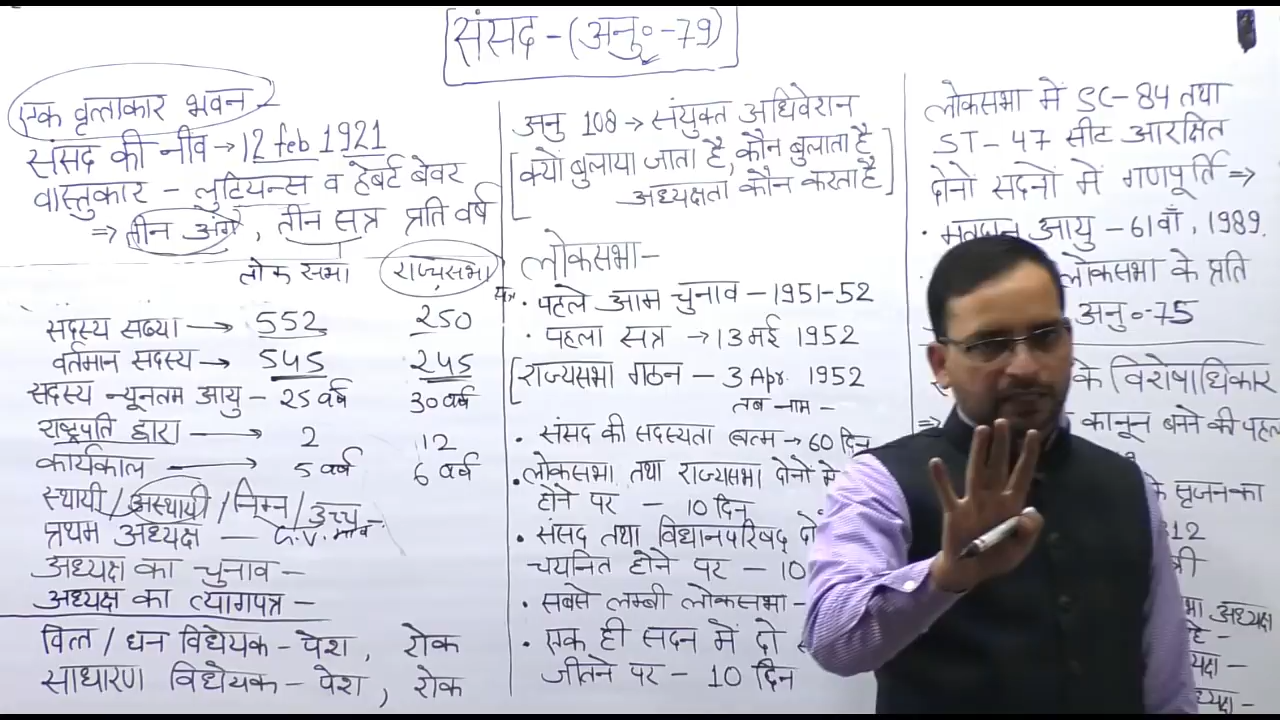 संसद - (अनु० - 79)
एक वृत्ताकार भवन -
संसद की नींव → 12 feb 1921
वास्तुकार - लुटियन्स व हेबर्ट बेवर
⇒ तीन अंग, तीन सत्र प्रति वर्ष
लोक सभा राज्यसभा
सदस्य संख्या → 552 250
वर्तमान सदस्य → 545 245
सदस्य न्यूनतम आयु - 25 वर्ष 30 वर्ष
राष्ट्रपति द्वारा → 2 12
कार्यकाल → 5 वर्ष 6 वर्ष
स्थायी / अस्थायी / निम्न / उच्च -
प्रथम अध्यक्ष — G.V.
अध्यक्ष का चुनाव -
अध्यक्ष का त्यागपत्र -
वित्त / धन विधेयक - पेश, रोक
साधारण विधेयक - पेश, रोक
अनु 108 → संयुक्त अधिवेशन
[क्यों बुलाया जाता है, कौन बुलाता है
अध्यक्षता कौन करता है]
लोकसभा -
• पहले आम चुनाव - 1951-52
• पहला सत्र → 13 मई 1952
[राज्यसभा गठन - 3 Apr. 1952
तब नाम -
• संसद की सदस्यता खत्म → 60 दिन
• लोकसभा तथा राज्यसभा दोनों में
होने पर - 10 दिन
• संसद तथा विधानपरिषद् दो
चयनित होने पर - 10
• सबसे लम्बी लोकसभा -
• एक ही सदन में दो
जीतने पर - 10 दिन
लोकसभा में SC - 84 तथा
ST - 47 सीट आरक्षित
दोनों सदनों में गणपूर्ति ⇒
• मतदान आयु - 61वाँ, 1989.
लोकसभा के प्रति
अनु० - 75
के विशेषाधिकार
कानून बनने की पहल
के सृजन का
312
अध्यक्ष